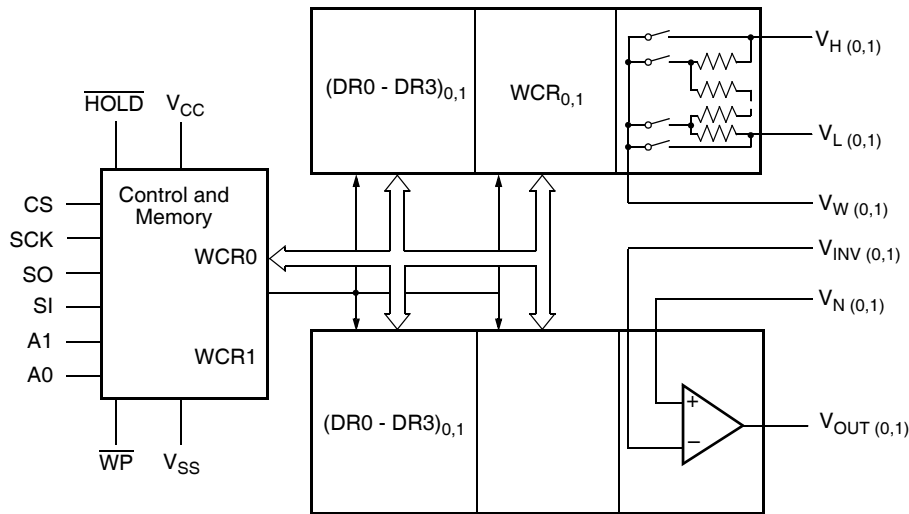 HOLD VCC
CS
SCK
SO
SI
A1
A0
WP VSS
Control and
Memory
WCR0
WCR1
(DR0 - DR3)0,1
WCR0,1
VH (0,1)
VL (0,1)
VW (0,1)
VINV (0,1)
VN (0,1)
(DR0 - DR3)0,1
+
−
VOUT (0,1)